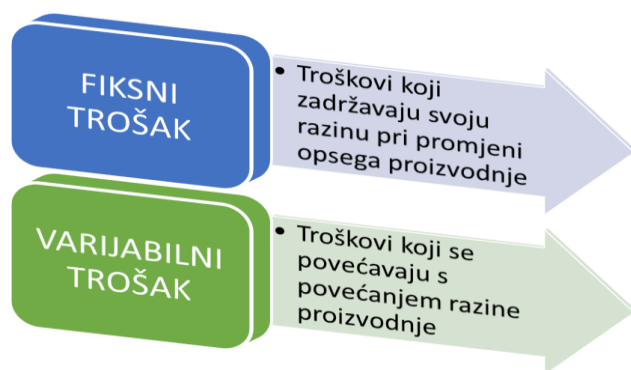 FIKSNI
TROŠAK
• Troškovi koji
zadržavaju svoju
razinu pri promjeni
opsega proizvodnje
VARIJABILNI
TROŠAK
• Troškovi koji se
povećavaju s
povećanjem razine
proizvodnje